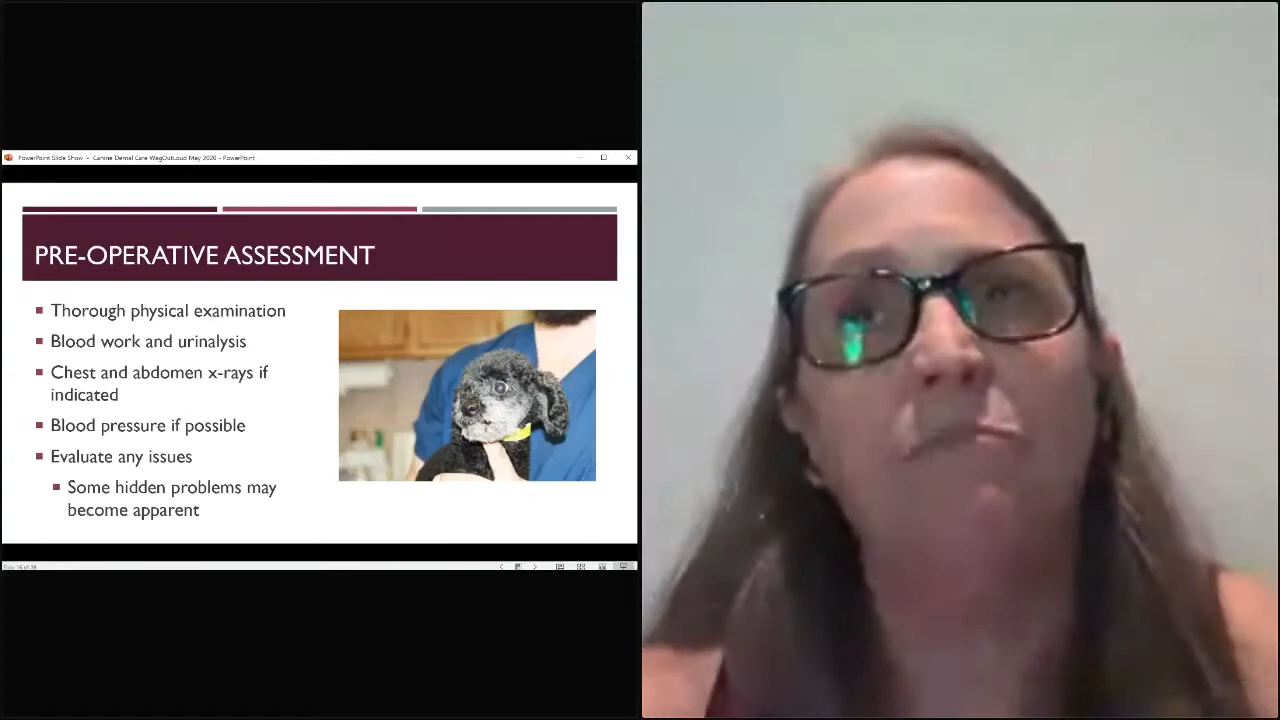 PowerPoint Slide Show - Canine Dental Care WagOutLoud May 2020 - PowerPoint
PRE-OPERATIVE ASSESSMENT
Thorough physical examination
Blood work and urinalysis
Chest and abdomen x-rays if
indicated
Blood pressure if possible
Evaluate any issues
Some hidden problems may
become apparent